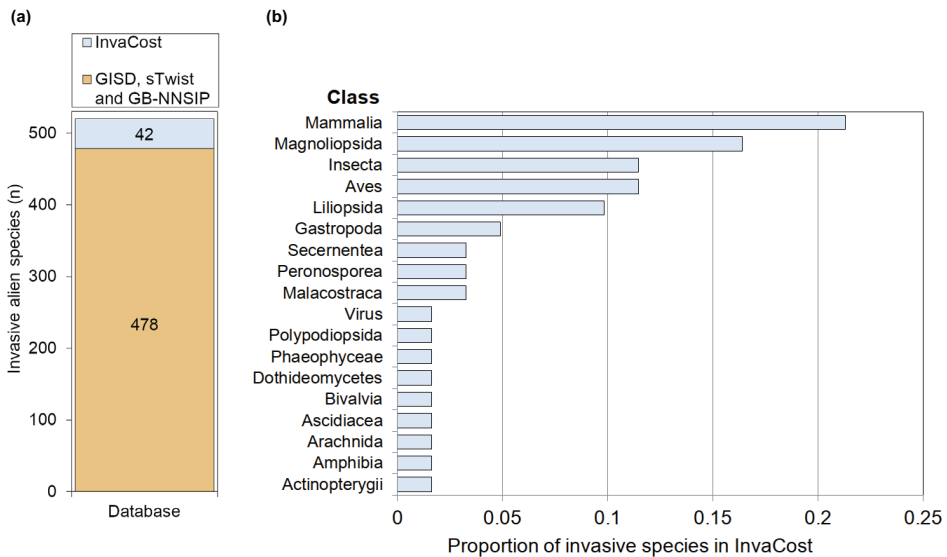 (a)
InvaCost
GISD, sTwist
and GB-NNSIP
Invasive alien species (n)
500
400
300
200
100
0
42
478
Database
(b)
Class
Mammalia
Magnoliopsida
Insecta
Aves
Liliopsida
Gastropoda
Secernentea
Peronosporea
Malacostraca
Virus
Polypodiopsida
Phaeophyceae
Dothideomycetes
Bivalvia
Ascidiacea
Arachnida
Amphibia
Actinopterygii
0 0.05 0.1 0.15 0.2 0.25
Proportion of invasive species in InvaCost